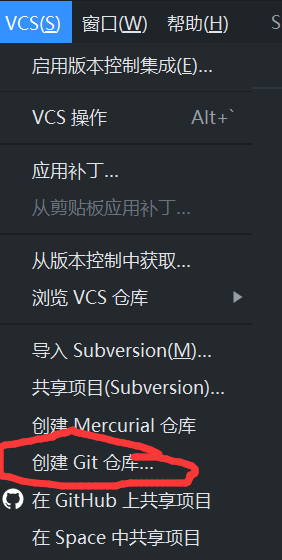 VCS(S) 窗口(W) 帮助(H) S
启用版本控制集成(E)...
VCS 操作 Alt+`
应用补丁...
从剪贴板应用补丁...
从版本控制中获取...
浏览 VCS 仓库
导入 Subversion(M)...
共享项目(Subversion)...
创建 Mercurial 仓库
创建 Git 仓库...
在 GitHub 上共享项目
在 Space 中共享项目